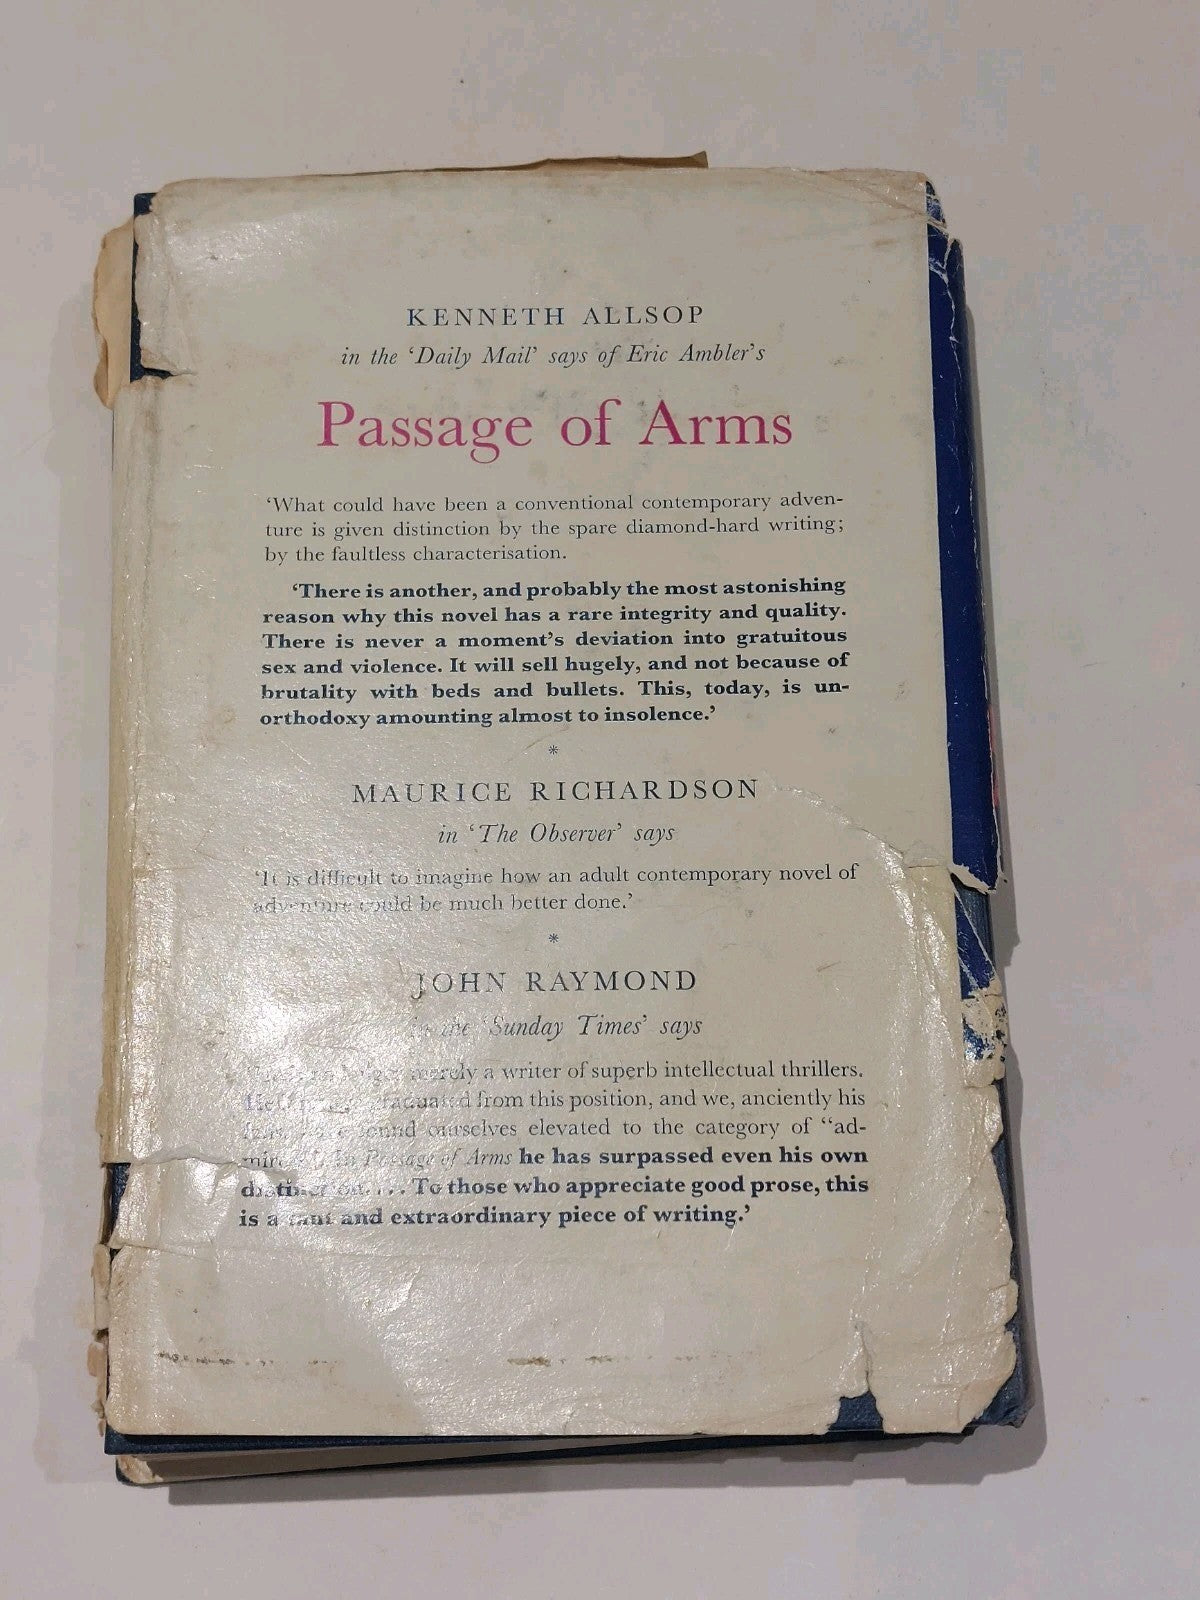 KENNETH ALLSOP
in the ‘Daily Mail’ says of Eric Ambler’s
Passage of Arms
‘What could have been a conventional contemporary adven-
ture is given distinction by the spare diamond-hard writing;
by the faultless characterisation.
‘There is another, and probably the most astonishing
reason why this novel has a rare integrity and quality.
There is never a moment’s deviation into gratuitous
sex and violence. It will sell hugely, and not because of
brutality with beds and bullets. This, today, is un-
orthodoxy amounting almost to insolence.’
*
MAURICE RICHARDSON
in ‘The Observer’ says
‘It is difficult to imagine how an adult contemporary novel of
adventure could be much better done.’
*
JOHN RAYMOND
in the ‘Sunday Times’ says
merely a writer of superb intellectual thrillers.
graduated from this position, and we, anciently his
found ourselves elevated to the category of “ad-
In Passage of Arms he has surpassed even his own
distinction.... To those who appreciate good prose, this
is a taut and extraordinary piece of writing.’